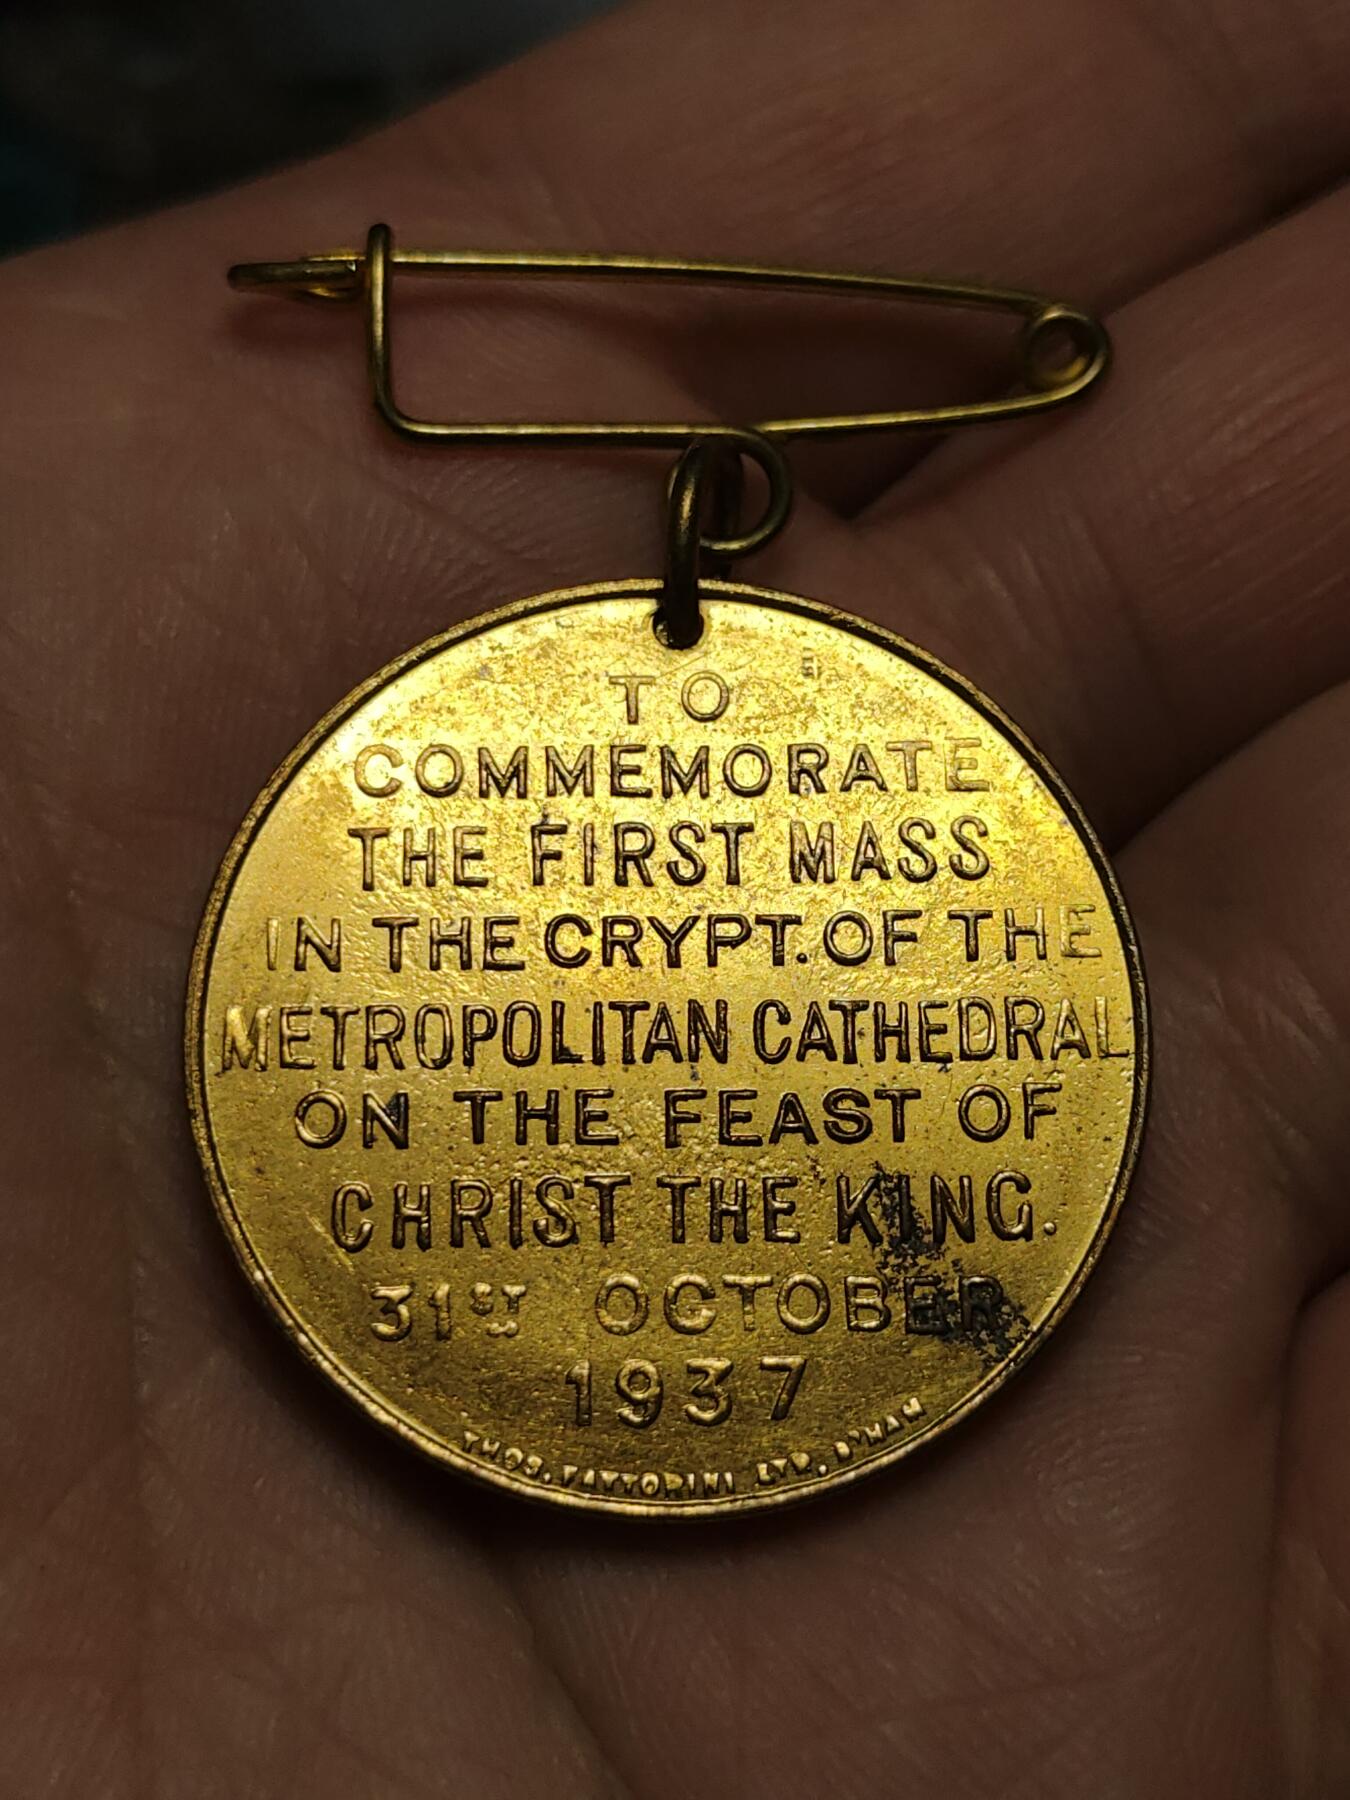 TO
COMMEMORATE
THE FIRST MASS
IN THE CRYPT. OF THE
METROPOLITAN CATHEDRAL
ON THE FEAST OF
CHRIST THE KING.
31ST OCTOBER
1937
THOS. FATTORINI LTD, B'HAM